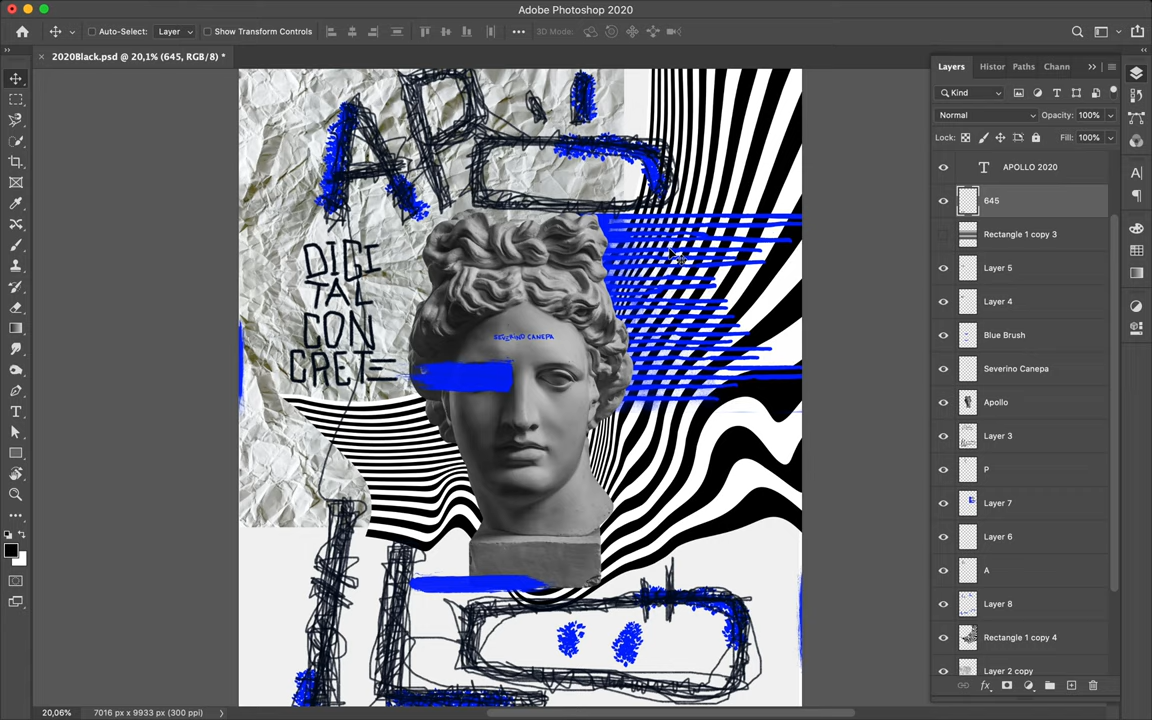 Adobe Photoshop 2020
Auto-Select: Layer Show Transform Controls 3D Mode:
× 2020Black.psd @ 20,1% (645, RGB/8) *
Layers Histor Paths Chann
Kind
Normal Opacity: 100%
Lock: Fill: 100%
APOLLO 2020
645
Rectangle 1 copy 3
Layer 5
Layer 4
Blue Brush
Severino Canepa
Apollo
Layer 3
P
Layer 7
Layer 6
A
Layer 8
Rectangle 1 copy 4
Layer 2 copy
fx
APO
DIGI
TAL
CON
CRETE
SEVERINO CANEPA
20,06% 7016 px x 9933 px (300 ppi)